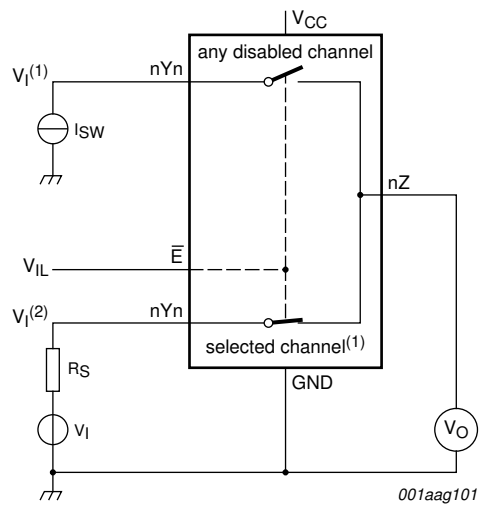 VCC
any disabled channel
VI(1)
nYn
ISW
nZ
VIL
E̅
VI(2)
nYn
selected channel(1)
RS
GND
VI
VO
001aag101